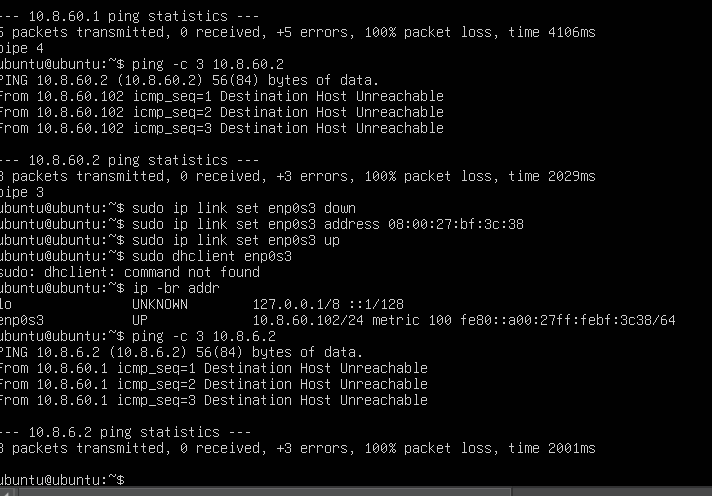 --- 10.8.60.1 ping statistics ---
5 packets transmitted, 0 received, +5 errors, 100% packet loss, time 4106ms
pipe 4
ubuntu@ubuntu:~$ ping -c 3 10.8.60.2
PING 10.8.60.2 (10.8.60.2) 56(84) bytes of data.
From 10.8.60.102 icmp_seq=1 Destination Host Unreachable
From 10.8.60.102 icmp_seq=2 Destination Host Unreachable
From 10.8.60.102 icmp_seq=3 Destination Host Unreachable
--- 10.8.60.2 ping statistics ---
3 packets transmitted, 0 received, +3 errors, 100% packet loss, time 2029ms
pipe 3
ubuntu@ubuntu:~$ sudo ip link set enp0s3 down
ubuntu@ubuntu:~$ sudo ip link set enp0s3 address 08:00:27:bf:3c:38
ubuntu@ubuntu:~$ sudo ip link set enp0s3 up
ubuntu@ubuntu:~$ sudo dhclient enp0s3
sudo: dhclient: command not found
ubuntu@ubuntu:~$ ip -br addr
lo UNKNOWN 127.0.0.1/8 ::1/128
enp0s3 UP 10.8.60.102/24 metric 100 fe80::a00:27ff:febf:3c38/64
ubuntu@ubuntu:~$ ping -c 3 10.8.6.2
PING 10.8.6.2 (10.8.6.2) 56(84) bytes of data.
From 10.8.60.1 icmp_seq=1 Destination Host Unreachable
From 10.8.60.1 icmp_seq=2 Destination Host Unreachable
From 10.8.60.1 icmp_seq=3 Destination Host Unreachable
--- 10.8.6.2 ping statistics ---
3 packets transmitted, 0 received, +3 errors, 100% packet loss, time 2001ms
ubuntu@ubuntu:~$